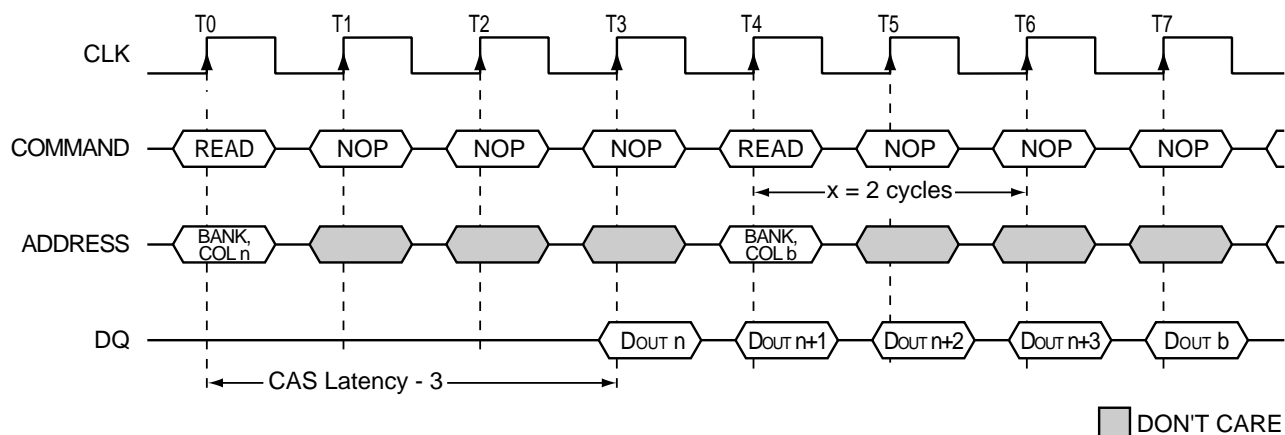 T0 T1 T2 T3 T4 T5 T6 T7
CLK
COMMAND READ NOP NOP NOP READ NOP NOP NOP
x = 2 cycles
ADDRESS BANK, COL n BANK, COL b
DQ DOUT n DOUT n+1 DOUT n+2 DOUT n+3 DOUT b
CAS Latency - 3
DON'T CARE